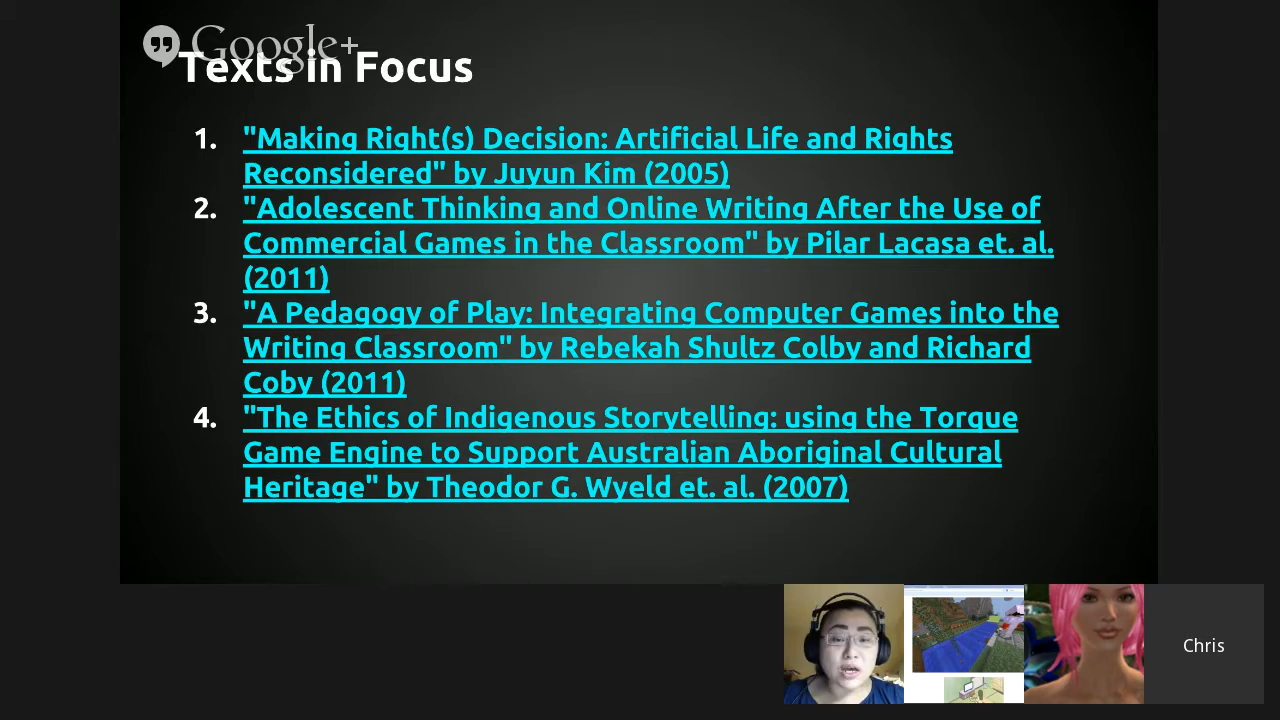 Google+
Texts in Focus
1. "Making Right(s) Decision: Artificial Life and Rights
Reconsidered" by Juyun Kim (2005)
2. "Adolescent Thinking and Online Writing After the Use of
Commercial Games in the Classroom" by Pilar Lacasa et. al.
(2011)
3. "A Pedagogy of Play: Integrating Computer Games into the
Writing Classroom" by Rebekah Shultz Colby and Richard
Coby (2011)
4. "The Ethics of Indigenous Storytelling: using the Torque
Game Engine to Support Australian Aboriginal Cultural
Heritage" by Theodor G. Wyeld et. al. (2007)
Chris